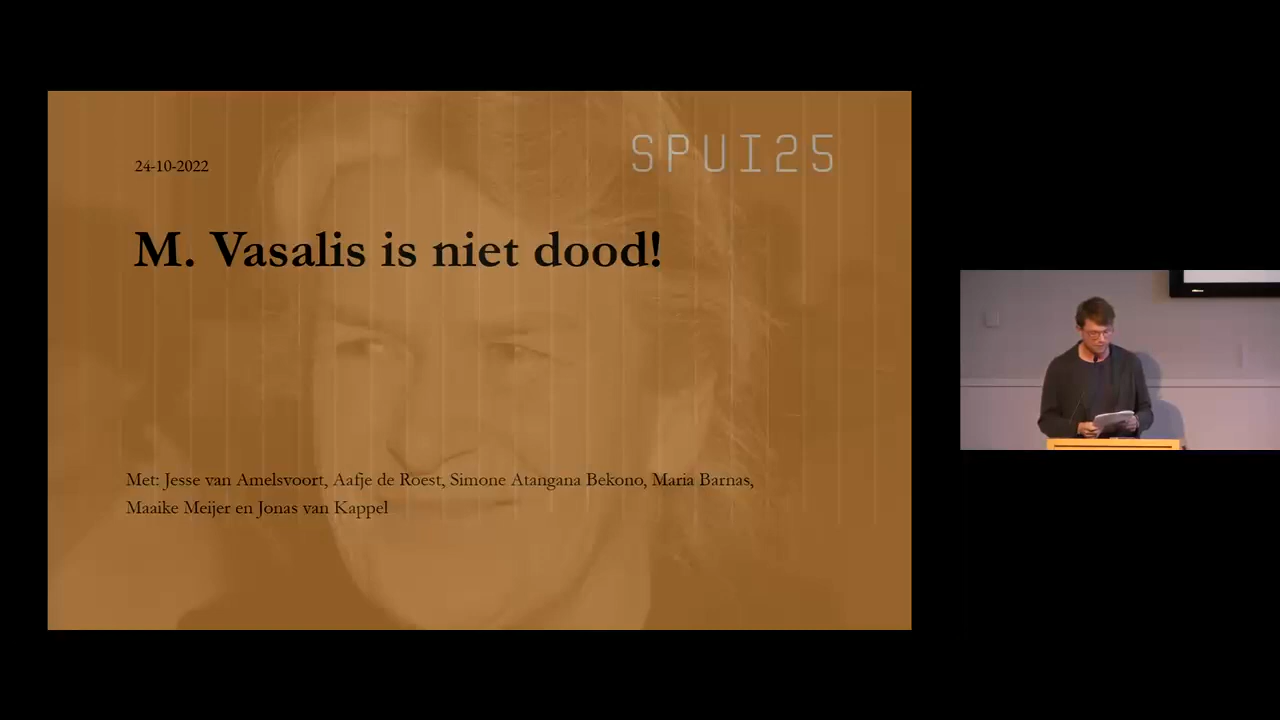 24-10-2022
SPUI25
M. Vasalis is niet dood!
Met: Jesse van Amelsvoort, Aafje de Roest, Simone Atangana Bekono, Maria Barnas,
Maaike Meijer en Jonas van Kappel